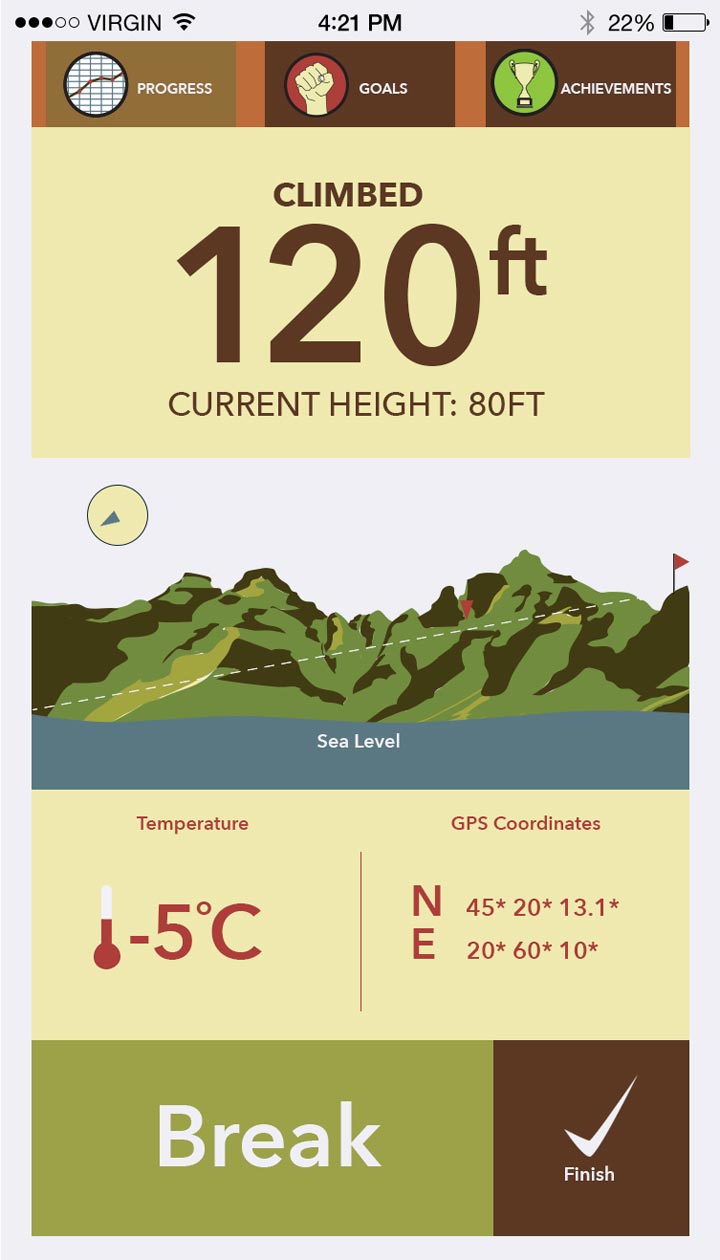 VIRGIN 4:21 PM 22%
PROGRESS GOALS ACHIEVEMENTS
CLIMBED
120ft
CURRENT HEIGHT: 80FT
Sea Level
Temperature GPS Coordinates
-5°C
N 45* 20* 13.1*
E 20* 60* 10*
Break
Finish